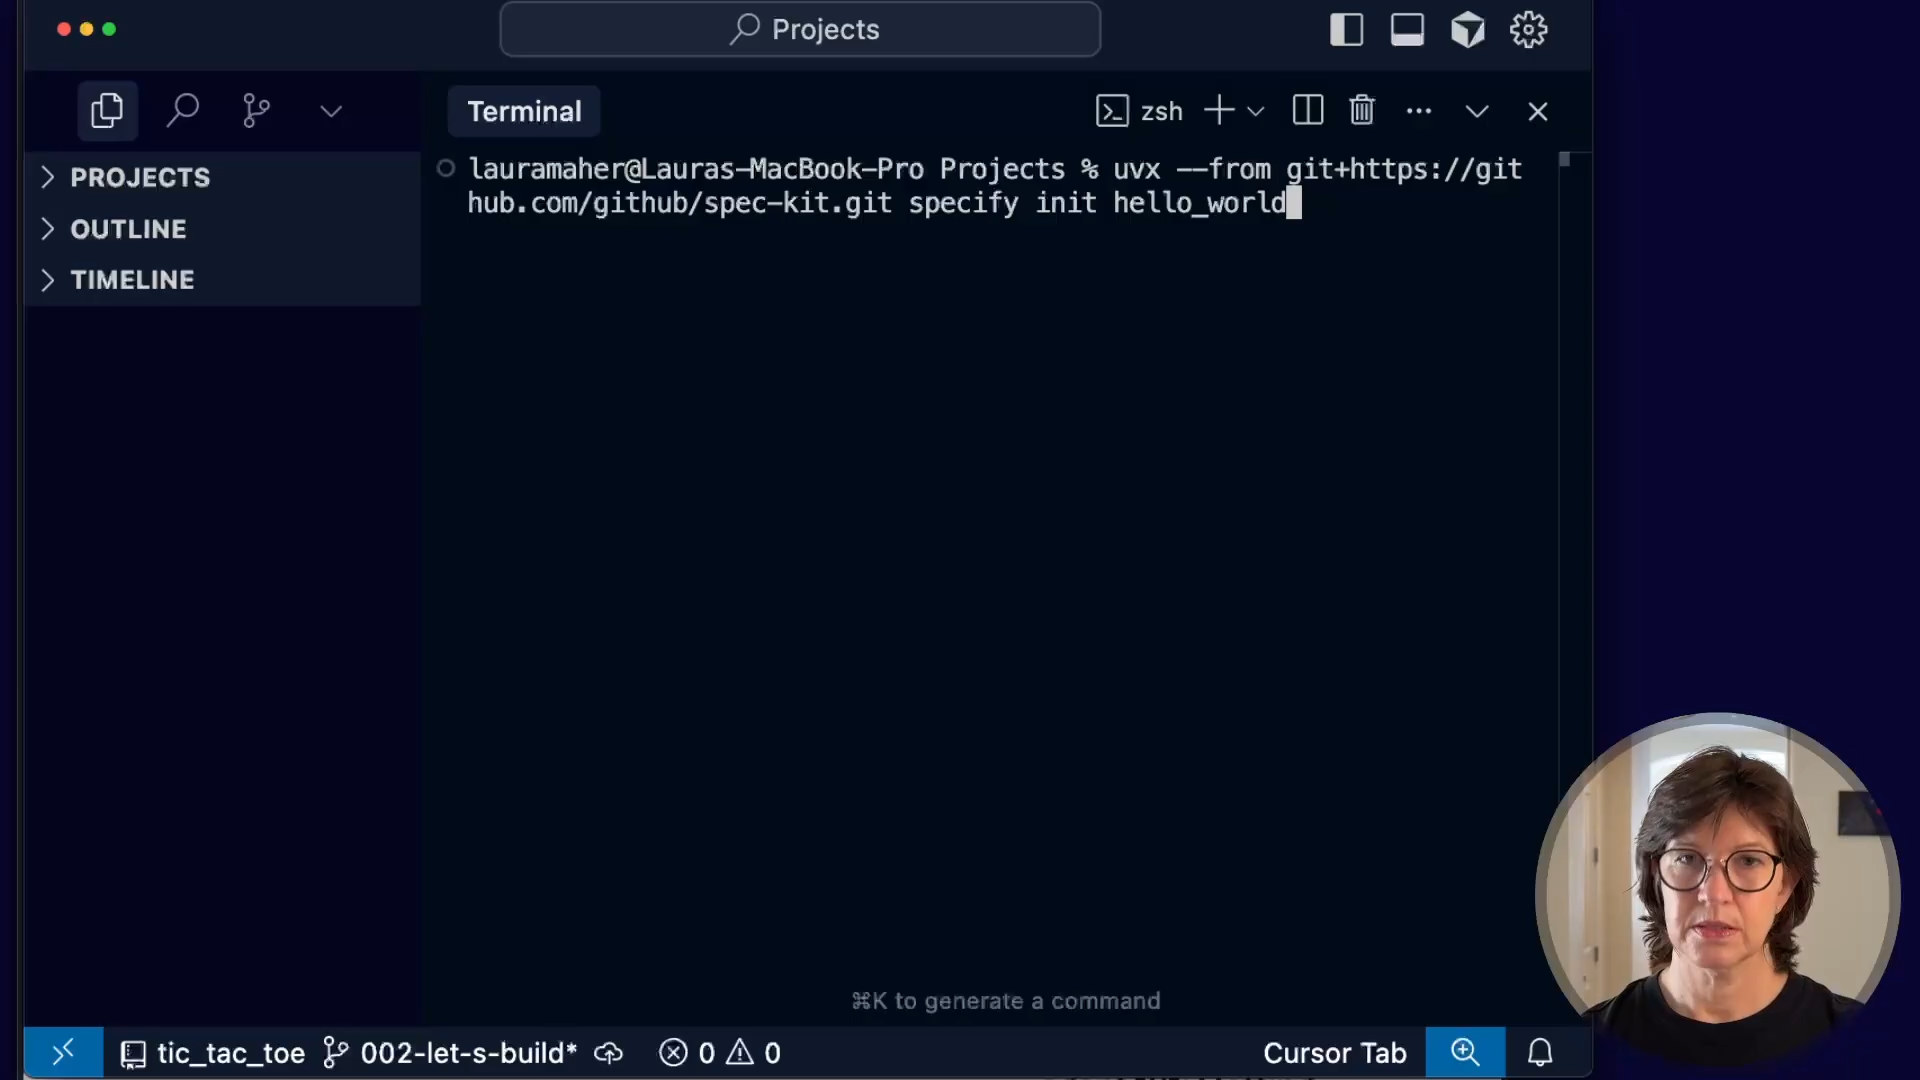 Projects
Terminal
zsh
PROJECTS
OUTLINE
TIMELINE
lauramaher@Lauras-MacBook-Pro Projects % uvx --from git+https://git
hub.com/github/spec-kit.git specify init hello_world
⌘K to generate a command
tic_tac_toe 002-let-s-build* 0 0 Cursor Tab